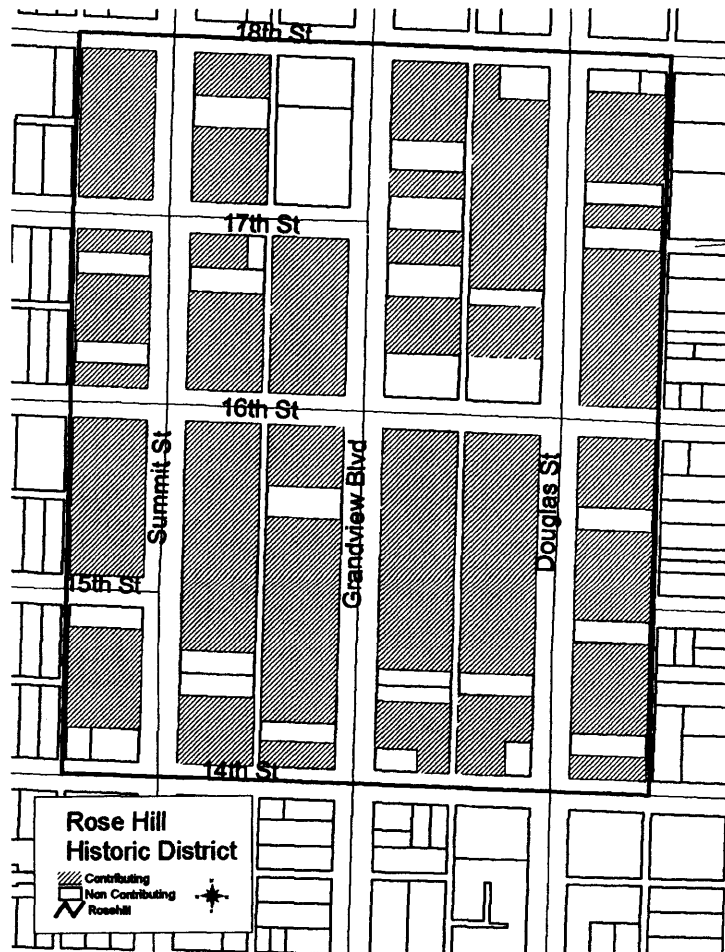 18th St
17th St
16th St
Summit St
Grandview Blvd
Douglas St
15th St
14th St
Rose Hill
Historic District
Contributing
Non Contributing
Rosehill